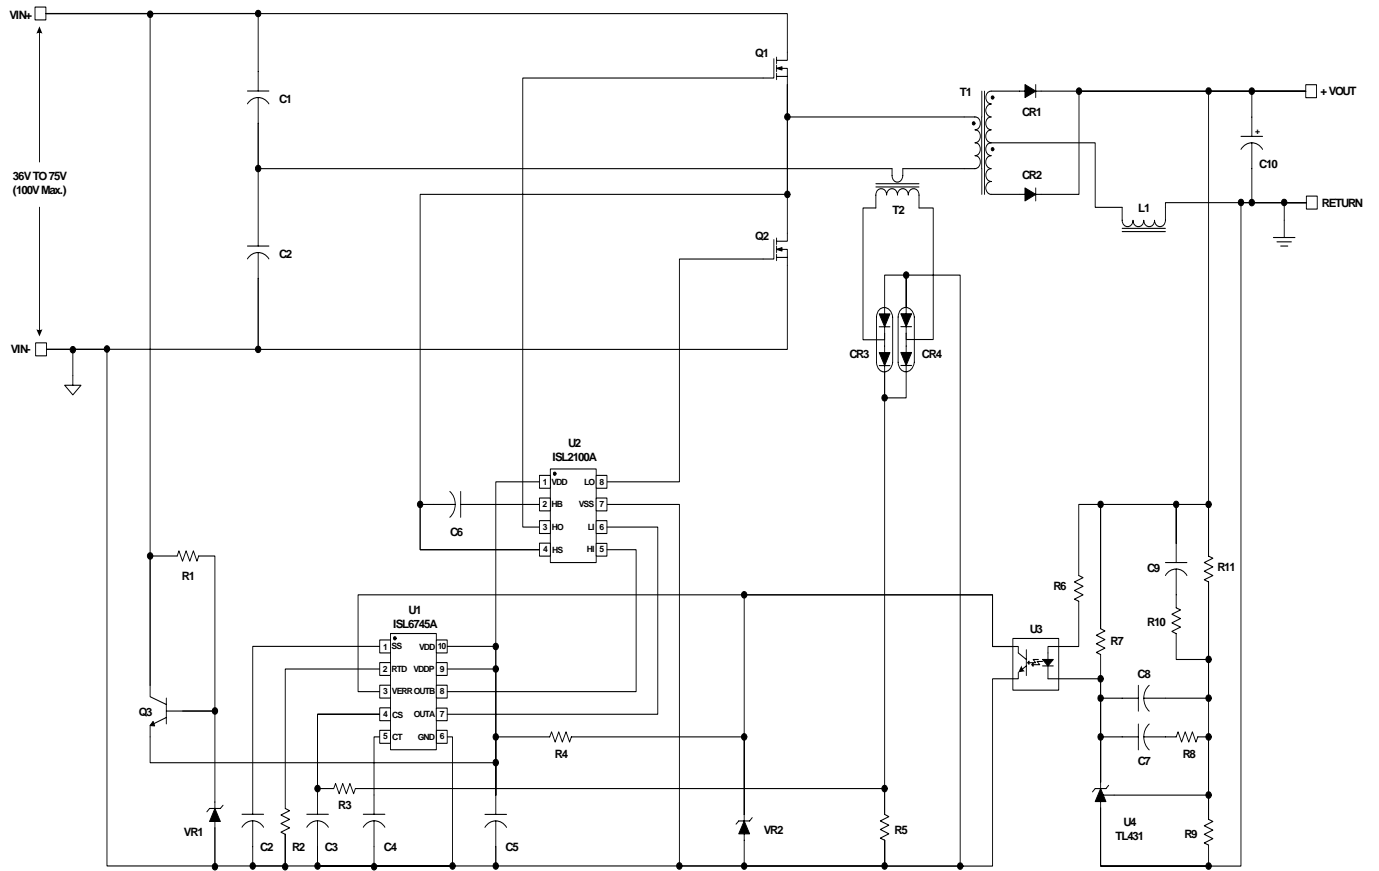 VIN+
Q1
T1
CR1
+ VOUT
C1
C10
36V TO 75V
(100V Max.)
CR2
T2
L1
RETURN
Q2
C2
VIN-
CR3
CR4
U2
ISL2100A
1 VDD LO 8
2 HB VSS 7
3 HO LI 6
4 HS HI 5
C6
R1
C9
R11
R6
U1
ISL6745A
1 SS VDD 10
2 RTD VDDP 9
3 VERR OUTB 8
4 CS OUTA 7
5 CT GND 6
U3
R10
R7
C8
Q3
R4
C7
R8
R3
VR1
C2
R2
C3
C4
C5
VR2
R5
U4
TL431
R9